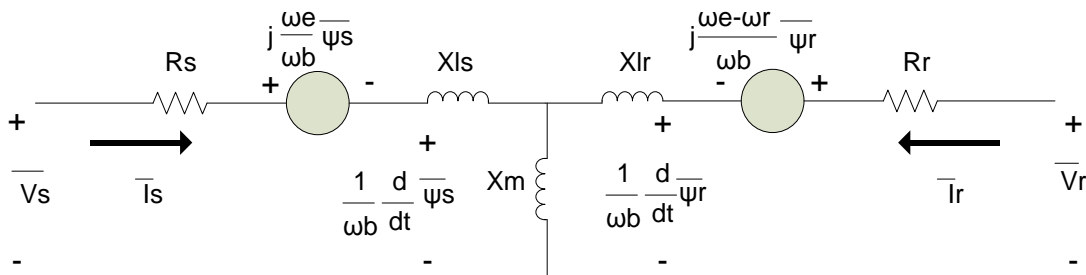 j ωe/ωb ψs
j ωe-ωr/ωb ψr
Rs
+
-
Xls
Xlr
-
+
Rr
+
+
+
+
Vs
Is
1/ωb d/dt ψs
Xm
1/ωb d/dt ψr
Ir
Vr
-
-
-
-